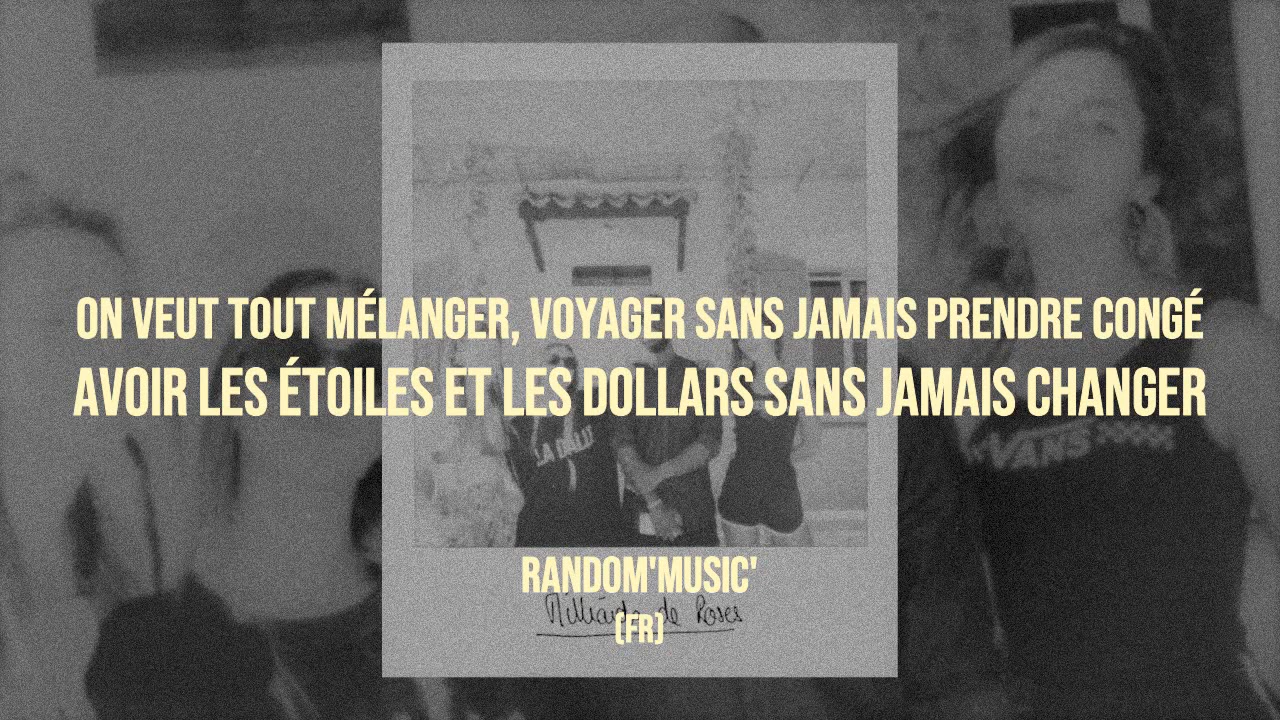 ON VEUT TOUT MÉLANGER, VOYAGER SANS JAMAIS PRENDRE CONGÉ
AVOIR LES ÉTOILES ET LES DOLLARS SANS JAMAIS CHANGER
VANS
RANDOM'MUSIC'
de Roses
(FR)